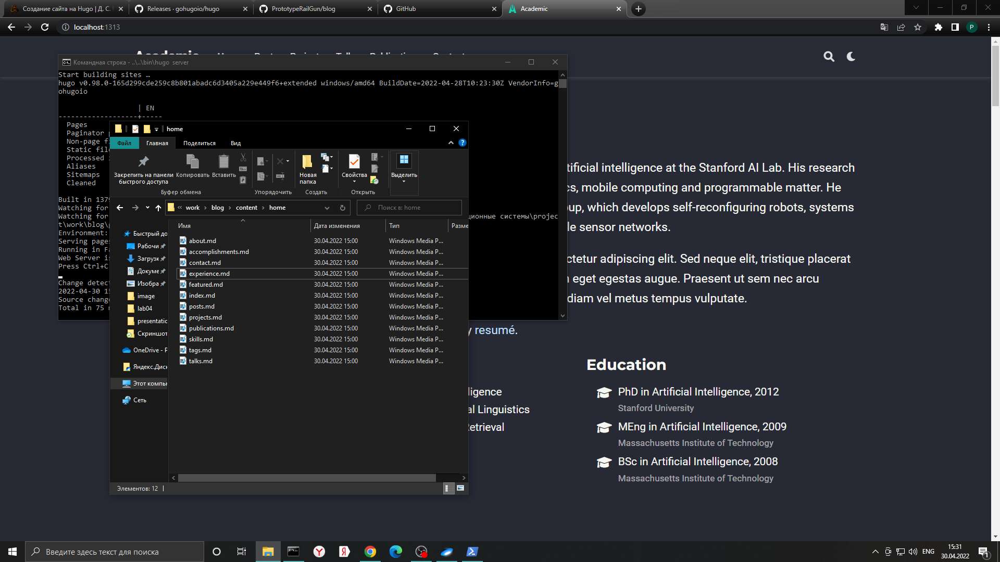 Создание сайта на Hugo | Д. С. 
Releases · gohugoio/hugo
PrototypeRailGun/blog
GitHub
Academic
localhost:1313
P
Командная строка - ..\..\bin\hugo server
Start building sites …
hugo v0.98.0-165d299cde259c8b801abadc6d3405a229e449f6+extended windows/amd64 BuildDate=2022-04-28T10:23:30Z VendorInfo=g
ohugoio
| EN
-------------------+-----
Pages
Paginator
Non-page
Static
Processed
Aliases
Sitemaps
Cleaned
Built in
Watching for
Watching for
ционные системы\projec
t\work\blog\
Environment:
Serving pages
Running in
Web Server
Press Ctrl+C
Change
2022-04-30
Source
Total in 75
home
Файл
Главная
Поделиться
Вид
Закрепить на панели
быстрого доступа
Копировать
Вставить
Новая
папка
Свойства
Выделить
Буфер обмена
Упорядочить
Создать
Открыть
« work › blog › content › home
Поиск в: home
Имя
Дата изменения
Тип
Разме
about.md 30.04.2022 15:00 Windows Media P...
accomplishments.md 30.04.2022 15:00 Windows Media P...
contact.md 30.04.2022 15:00 Windows Media P...
experience.md 30.04.2022 15:00 Windows Media P...
featured.md 30.04.2022 15:00 Windows Media P...
index.md 30.04.2022 15:00 Windows Media P...
posts.md 30.04.2022 15:00 Windows Media P...
projects.md 30.04.2022 15:00 Windows Media P...
publications.md 30.04.2022 15:00 Windows Media P...
skills.md 30.04.2022 15:00 Windows Media P...
tags.md 30.04.2022 15:00 Windows Media P...
talks.md 30.04.2022 15:00 Windows Media P...
Быстрый до
Рабочи
Загрузк
Докуме
Изобра
image
lab04
presentatic
Скриншот
OneDrive - P
Яндекс.Диск
Этот компь
Сеть
Элементов: 12
tificial intelligence at the Stanford AI Lab. His research
cs, mobile computing and programmable matter. He
oup, which develops self-reconfiguring robots, systems
le sensor networks.
ctetur adipiscing elit. Sed neque elit, tristique placerat
eget egestas augue. Praesent ut sem nec arcu
diam vel metus tempus vulputate.
y resumé.
lligence
al Linguistics
Retrieval
Education
PhD in Artificial Intelligence, 2012
Stanford University
MEng in Artificial Intelligence, 2009
Massachusetts Institute of Technology
BSc in Artificial Intelligence, 2008
Massachusetts Institute of Technology
Введите здесь текст для поиска
ENG
15:31
30.04.2022
1